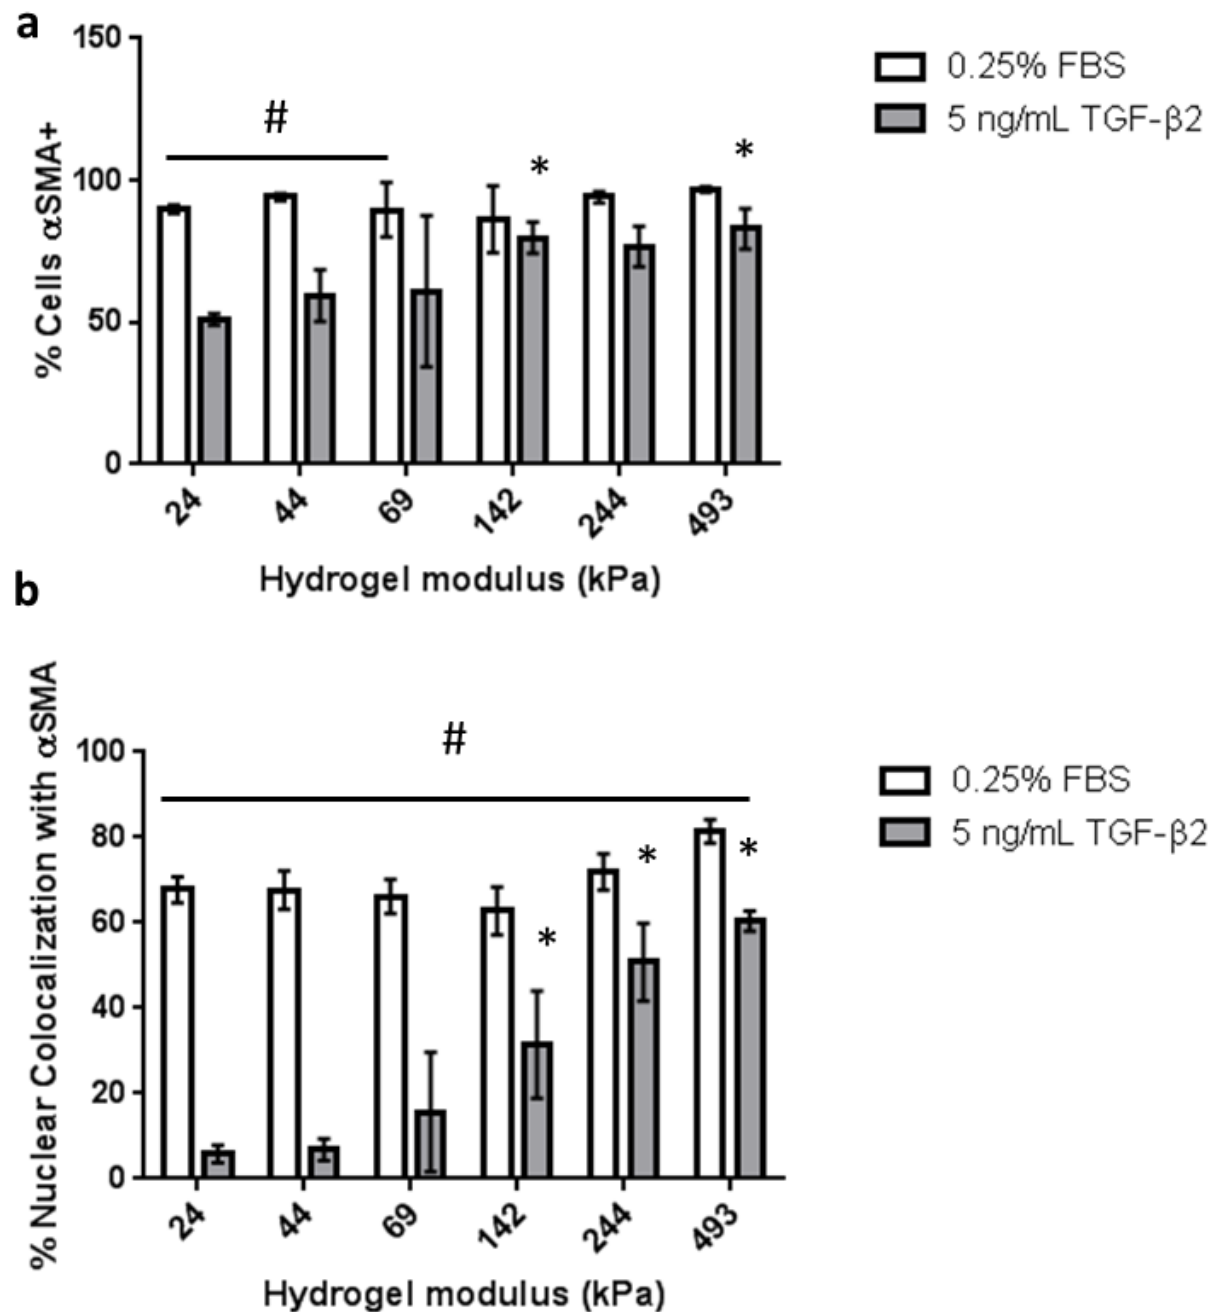 a
150
100
50
0
% Cells αSMA+
#
*
*
24
44
69
142
244
493
Hydrogel modulus (kPa)
0.25% FBS
5 ng/mL TGF-β2
b
100
80
60
40
20
0
% Nuclear Colocalization with αSMA
#
*
*
*
24
44
69
142
244
493
Hydrogel modulus (kPa)
0.25% FBS
5 ng/mL TGF-β2